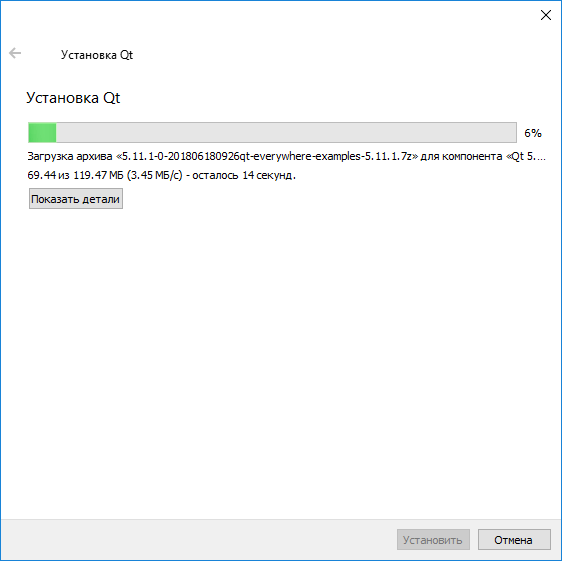 Установка Qt
Установка Qt
6%
Загрузка архива «5.11.1-0-201806180926qt-everywhere-examples-5.11.1.7z» для компонента «Qt 5....
69.44 из 119.47 МБ (3.45 МБ/с) - осталось 14 секунд.
Показать детали
Установить
Отмена